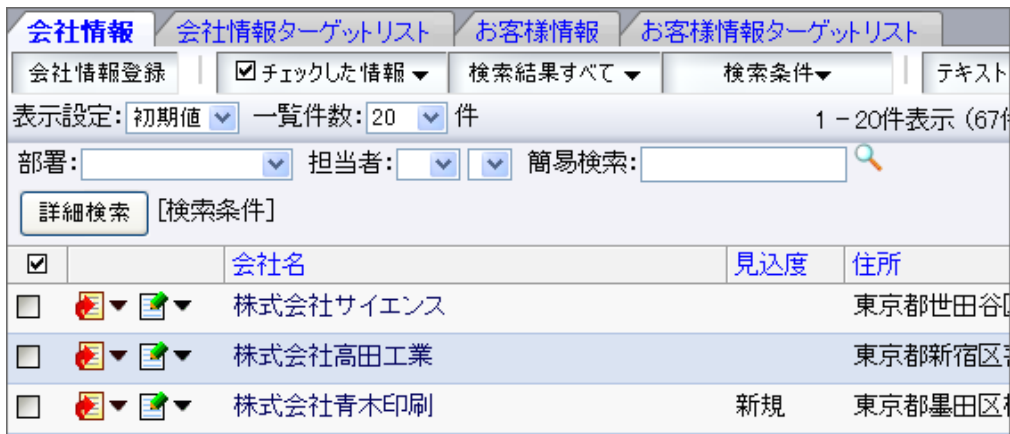 会社情報 会社情報ターゲットリスト お客様情報 お客様情報ターゲットリスト
会社情報登録 チェックした情報▼ 検索結果すべて▼ 検索条件▼ テキスト
表示設定: 初期値 一覧件数: 20 件 1－20件表示（67件
部署: 担当者: 簡易検索:
詳細検索 [検索条件]
会社名 見込度 住所
株式会社サイエンス 東京都世田谷区
株式会社高田工業 東京都新宿区
株式会社青木印刷 新規 東京都墨田区